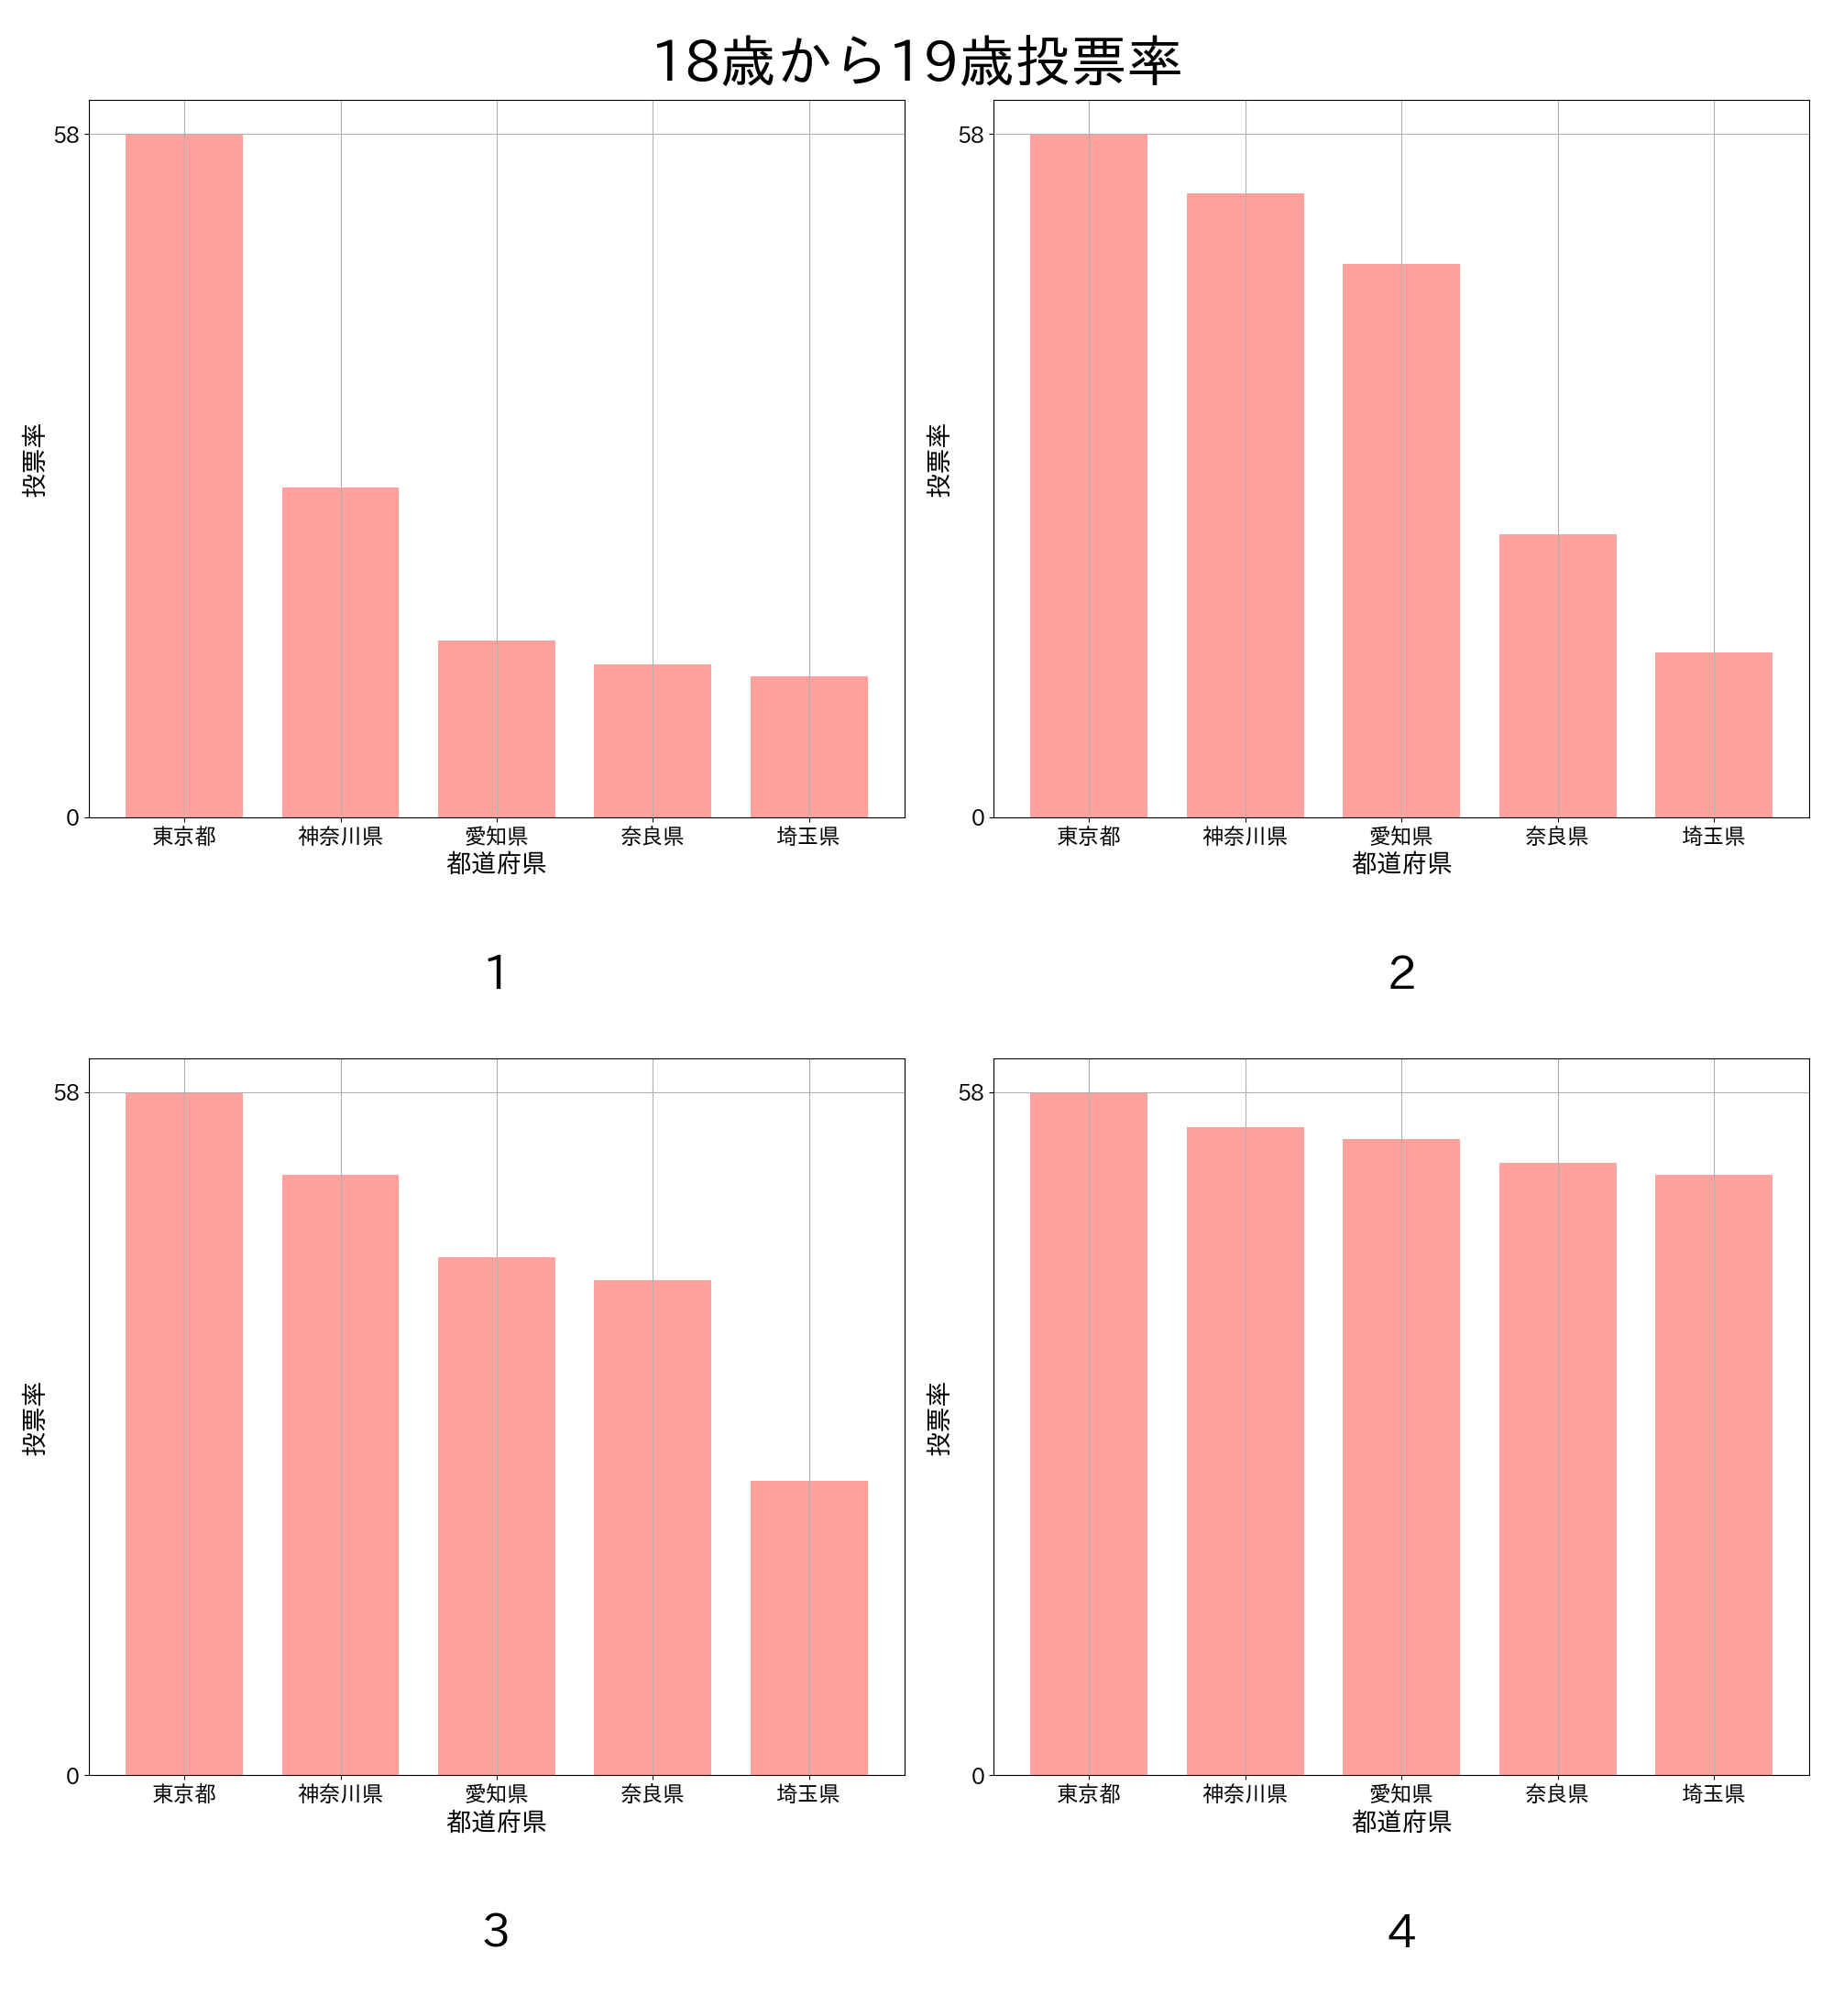 18歳から19歳投票率
58
0
投票率
東京都 神奈川県 愛知県 奈良県 埼玉県
都道府県
1
58
0
投票率
東京都 神奈川県 愛知県 奈良県 埼玉県
都道府県
2
58
0
投票率
東京都 神奈川県 愛知県 奈良県 埼玉県
都道府県
3
58
0
投票率
東京都 神奈川県 愛知県 奈良県 埼玉県
都道府県
4